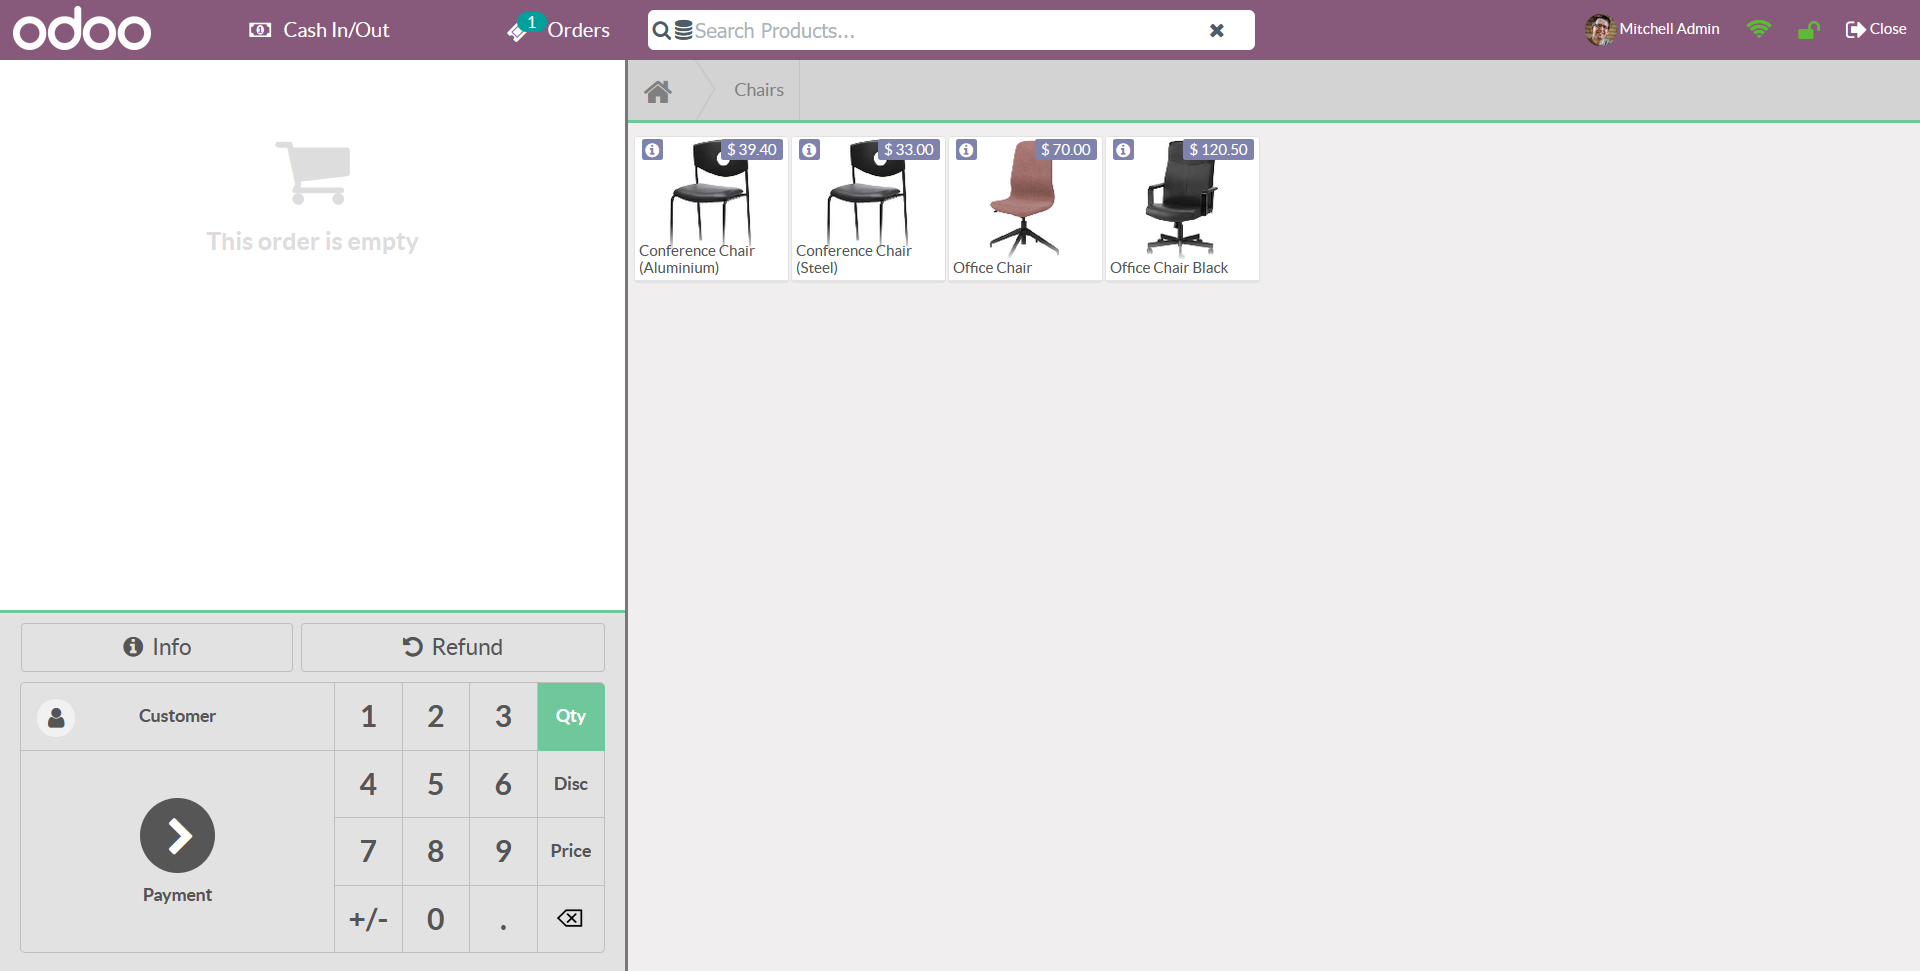 odoo
Cash In/Out
1
Orders
Search Products...
Mitchell Admin
Close
This order is empty
Chairs
$ 39.40
Conference Chair
(Aluminium)
$ 33.00
Conference Chair
(Steel)
$ 70.00
Office Chair
$ 120.50
Office Chair Black
Info
Refund
Customer
1
2
3
Qty
4
5
6
Disc
7
8
9
Price
Payment
+/-
0
.